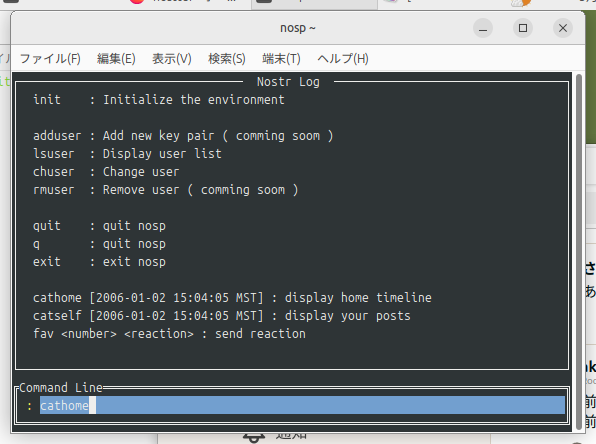 nosp ~
ファイル(F) 編集(E) 表示(V) 検索(S) 端末(T) ヘルプ(H)
Nostr Log
init : Initialize the environment
adduser : Add new key pair ( comming soom )
lsuser : Display user list
chuser : Change user
rmuser : Remove user ( comming soom )
quit : quit nosp
q : quit nosp
exit : exit nosp
cathome [2006-01-02 15:04:05 MST] : display home timeline
catself [2006-01-02 15:04:05 MST] : display your posts
fav <number> <reaction> : send reaction
Command Line
: cathome
通知